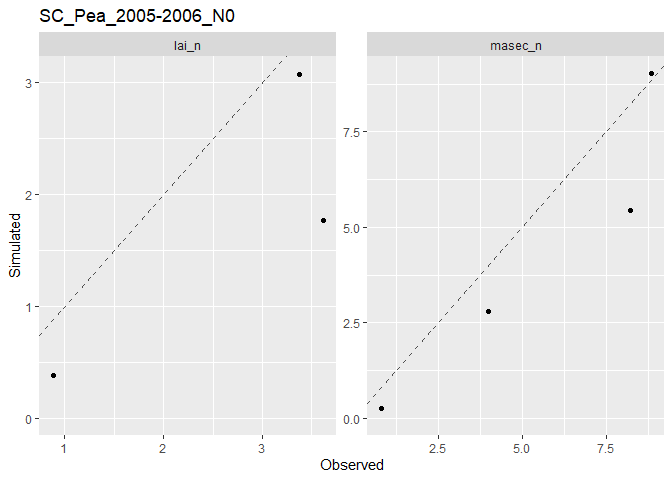 SC_Pea_2005-2006_N0
lai_n
masec_n
Simulated
3
2
1
0
7.5
5.0
2.5
0.0
1 2 3
2.5 5.0 7.5
Observed